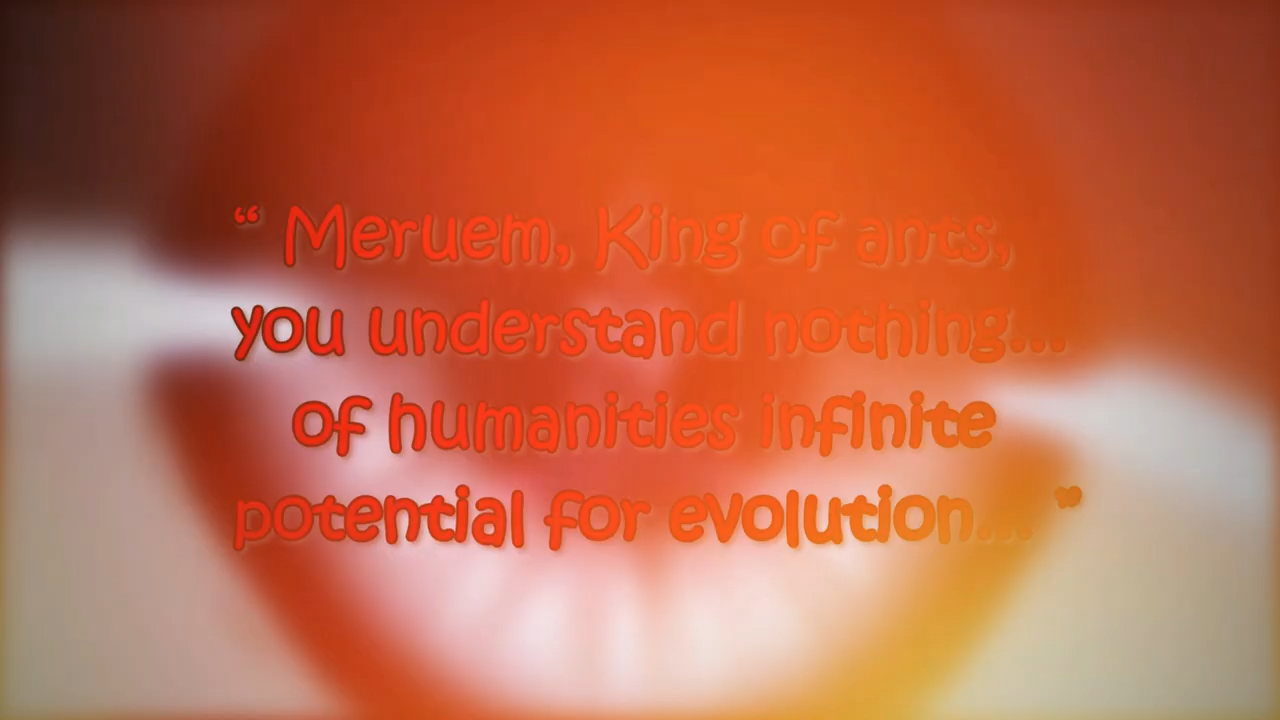 “ Meruem, King of ants,
you understand nothing...
of humanities infinite
potential for evolution... ”